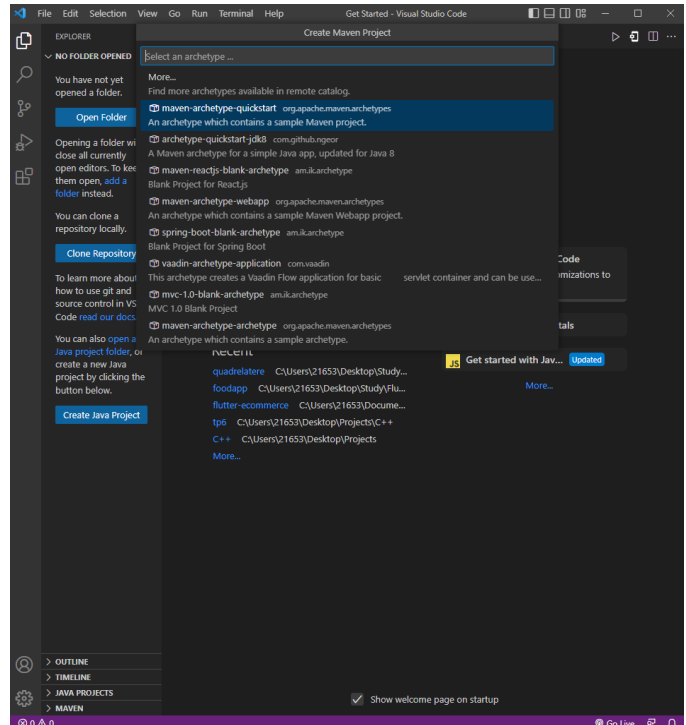 File Edit Selection View Go Run Terminal Help Get Started - Visual Studio Code
EXPLORER
Create Maven Project
NO FOLDER OPENED
Select an archetype ...
You have not yet
opened a folder.
Open Folder
Opening a folder wi
close all currently
open editors. To kee
them open, add a
folder instead.
You can clone a
repository locally.
Clone Repository
To learn more about
how to use git and
source control in VS
Code read our docs
You can also open a
Java project folder, or
create a new Java
project by clicking the
button below.
Create Java Project
More...
Find more archetypes available in remote catalog.
maven-archetype-quickstart org.apache.maven.archetypes
An archetype which contains a sample Maven project.
archetype-quickstart-jdk8 com.github.ngeor
A Maven archetype for a simple Java app, updated for Java 8
maven-reactjs-blank-archetype am.ik.archetype
Blank Project for React.js
maven-archetype-webapp org.apache.maven.archetypes
An archetype which contains a sample Maven Webapp project.
spring-boot-blank-archetype am.ik.archetype
Blank Project for Spring Boot
vaadin-archetype-application com.vaadin
This archetype creates a Vaadin Flow application for basic servlet container and can be use...
mvc-1.0-blank-archetype am.ik.archetype
MVC 1.0 Blank Project
maven-archetype-archetype org.apache.maven.archetypes
An archetype which contains a sample archetype.
Code
mizations to
tals
JS Get started with Jav... Updated
More...
Recent
quadrelatere C:\Users\21653\Desktop\Study...
foodapp C:\Users\21653\Desktop\Study\Flu...
flutter-ecommerce C:\Users\21653\Docume...
tp6 C:\Users\21653\Desktop\Projects\C++
C++ C:\Users\21653\Desktop\Projects
More...
OUTLINE
TIMELINE
JAVA PROJECTS
MAVEN
Show welcome page on startup
0 0
Go Live